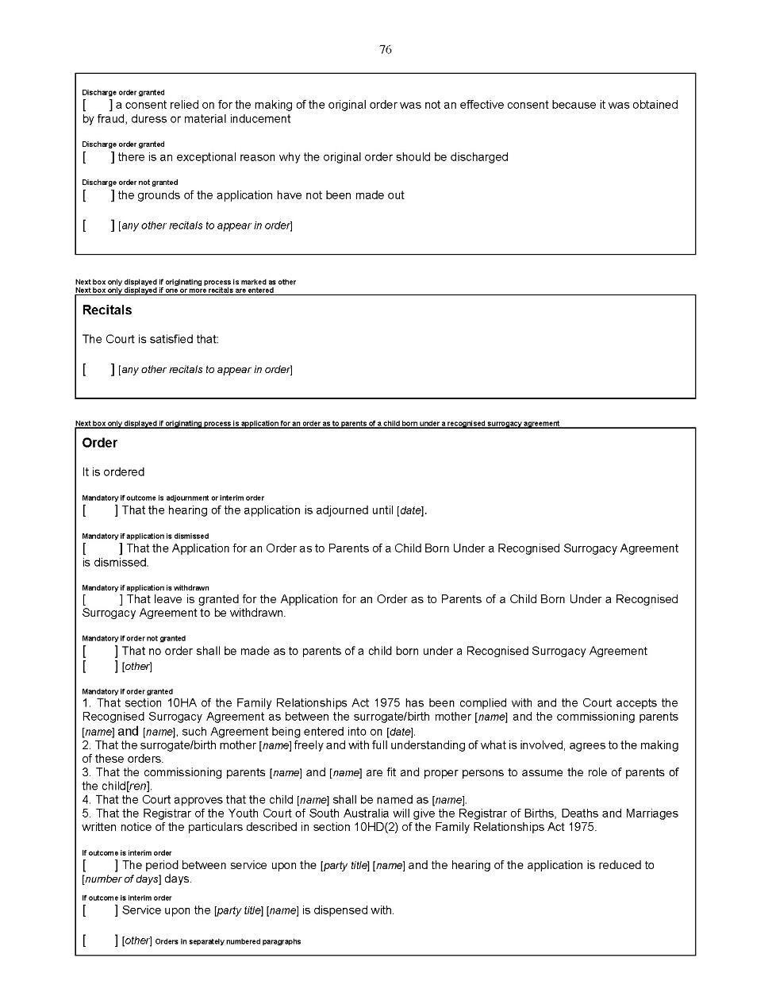 76
Discharge order granted
[ ] a consent relied on for the making of the original order was not an effective consent because it was obtained
by fraud, duress or material inducement
Discharge order granted
[ ] there is an exceptional reason why the original order should be discharged
Discharge order not granted
[ ] the grounds of the application have not been made out
[ ] [any other recitals to appear in order]
Next box only displayed if originating process is marked as other
Next box only displayed if one or more recitals are entered
Recitals
The Court is satisfied that:
[ ] [any other recitals to appear in order]
Next box only displayed if originating process is application for an order as to parents of a child born under a recognised surrogacy agreement
Order
It is ordered
Mandatory if outcome is adjournment or interim order
[ ] That the hearing of the application is adjourned until [date].
Mandatory if application is dismissed
[ ] That the Application for an Order as to Parents of a Child Born Under a Recognised Surrogacy Agreement
is dismissed.
Mandatory if application is withdrawn
[ ] That leave is granted for the Application for an Order as to Parents of a Child Born Under a Recognised
Surrogacy Agreement to be withdrawn.
Mandatory if order not granted
[ ] That no order shall be made as to parents of a child born under a Recognised Surrogacy Agreement
[ ] [other]
Mandatory if order granted
1. That section 10HA of the Family Relationships Act 1975 has been complied with and the Court accepts the
Recognised Surrogacy Agreement as between the surrogate/birth mother [name] and the commissioning parents
[name] and [name], such Agreement being entered into on [date].
2. That the surrogate/birth mother [name] freely and with full understanding of what is involved, agrees to the making
of these orders.
3. That the commissioning parents [name] and [name] are fit and proper persons to assume the role of parents of
the child[ren].
4. That the Court approves that the child [name] shall be named as [name].
5. That the Registrar of the Youth Court of South Australia will give the Registrar of Births, Deaths and Marriages
written notice of the particulars described in section 10HD(2) of the Family Relationships Act 1975.
If outcome is interim order
[ ] The period between service upon the [party title] [name] and the hearing of the application is reduced to
[number of days] days.
If outcome is interim order
[ ] Service upon the [party title] [name] is dispensed with.
[ ] [other] Orders in separately numbered paragraphs